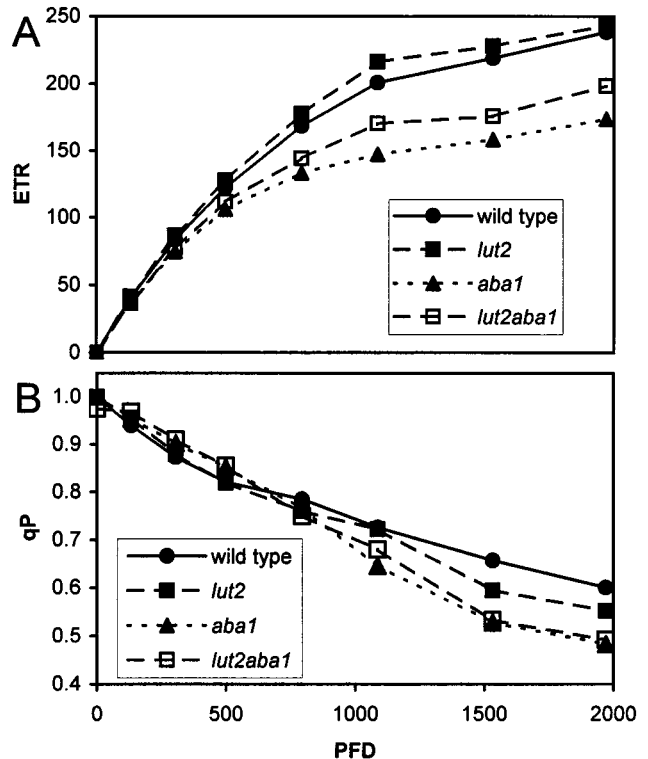 A
250
200
150
100
50
0
ETR
wild type
lut2
aba1
lut2aba1
B
1.0
0.9
0.8
0.7
0.6
0.5
0.4
qP
wild type
lut2
aba1
lut2aba1
0 500 1000 1500 2000
PFD